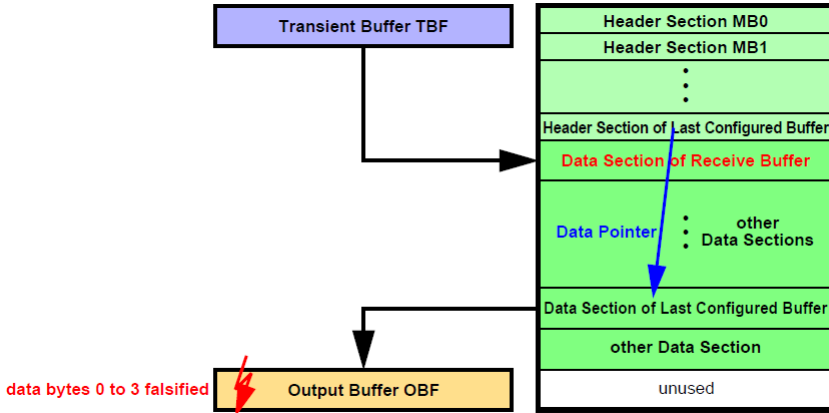 Transient Buffer TBF
Header Section MB0
Header Section MB1
Header Section of Last Configured Buffer
Data Section of Receive Buffer
Data Pointer
other
Data Sections
Data Section of Last Configured Buffer
other Data Section
data bytes 0 to 3 falsified
Output Buffer OBF
unused